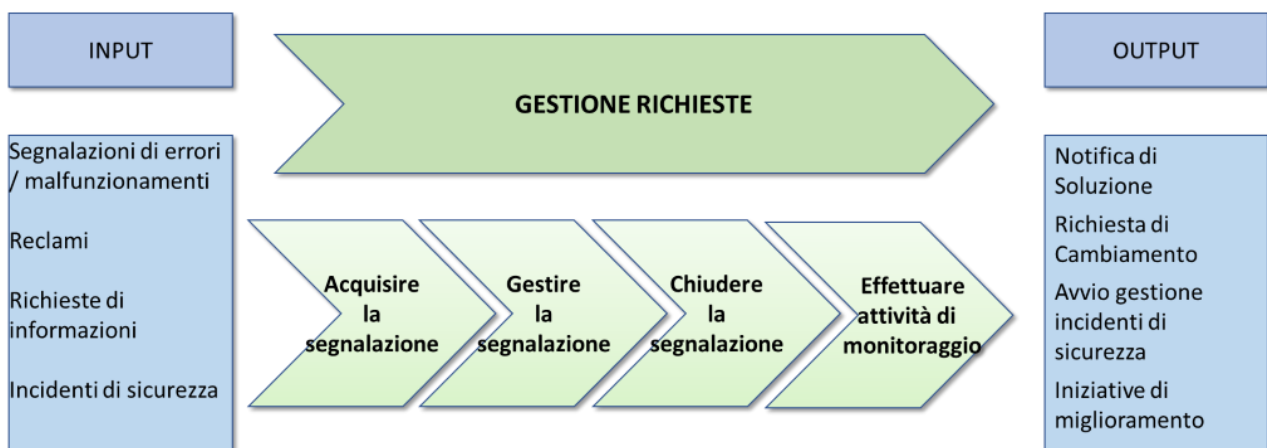 INPUT
GESTIONE RICHIESTE
OUTPUT
Segnalazioni di errori
/ malfunzionamenti
Reclami
Richieste di
informazioni
Incidenti di sicurezza
Acquisire
la
segnalazione
Gestire
la
segnalazione
Chiudere
la
segnalazione
Effettuare
attività di
monitoraggio
Notifica di
Soluzione
Richiesta di
Cambiamento
Avvio gestione
incidenti di
sicurezza
Iniziative di
miglioramento